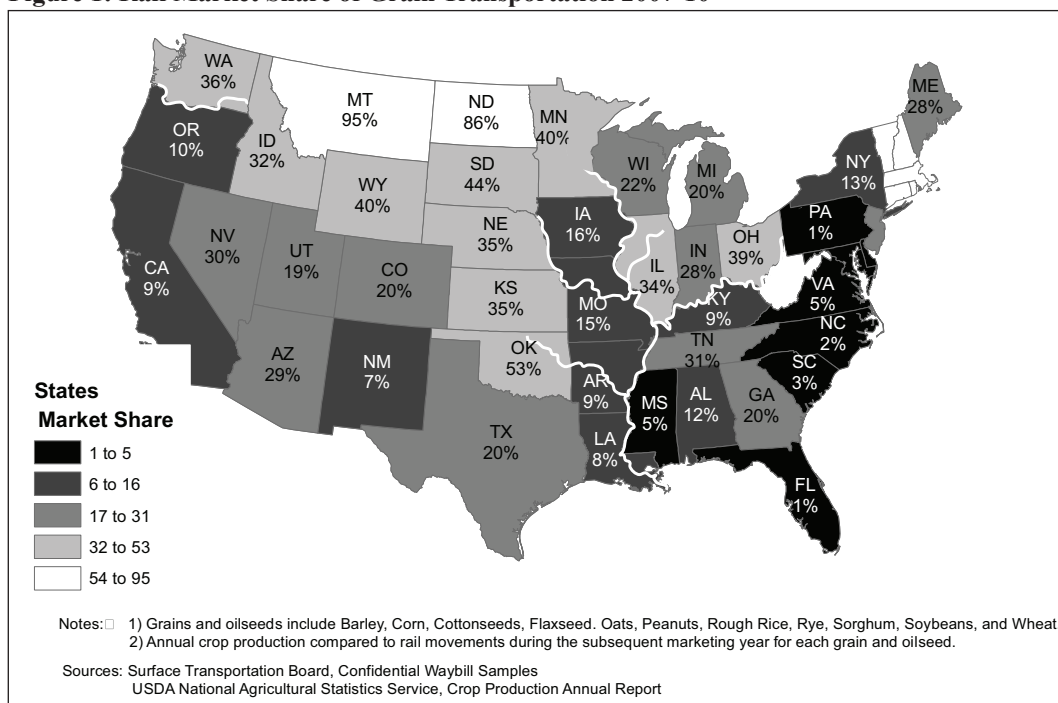 Figure 1: Rail Market Share of Grain Transportation 2007-10
WA
36%
OR
10%
CA
9%
ID
32%
NV
30%
MT
95%
WY
40%
UT
19%
CO
20%
AZ
29%
NM
7%
ND
86%
SD
44%
NE
35%
KS
35%
OK
53%
TX
20%
MN
40%
IA
16%
MO
15%
AR
9%
LA
8%
WI
22%
IL
34%
MI
20%
IN
28%
OH
39%
KY
9%
TN
31%
MS
5%
AL
12%
GA
20%
FL
1%
SC
3%
NC
2%
VA
5%
PA
1%
NY
13%
ME
28%
States
Market Share
1 to 5
6 to 16
17 to 31
32 to 53
54 to 95
Notes: 1) Grains and oilseeds include Barley, Corn, Cottonseeds, Flaxseed. Oats, Peanuts, Rough Rice, Rye, Sorghum, Soybeans, and Wheat
2) Annual crop production compared to rail movements during the subsequent marketing year for each grain and oilseed.
Sources: Surface Transportation Board, Confidential Waybill Samples
USDA National Agricultural Statistics Service, Crop Production Annual Report